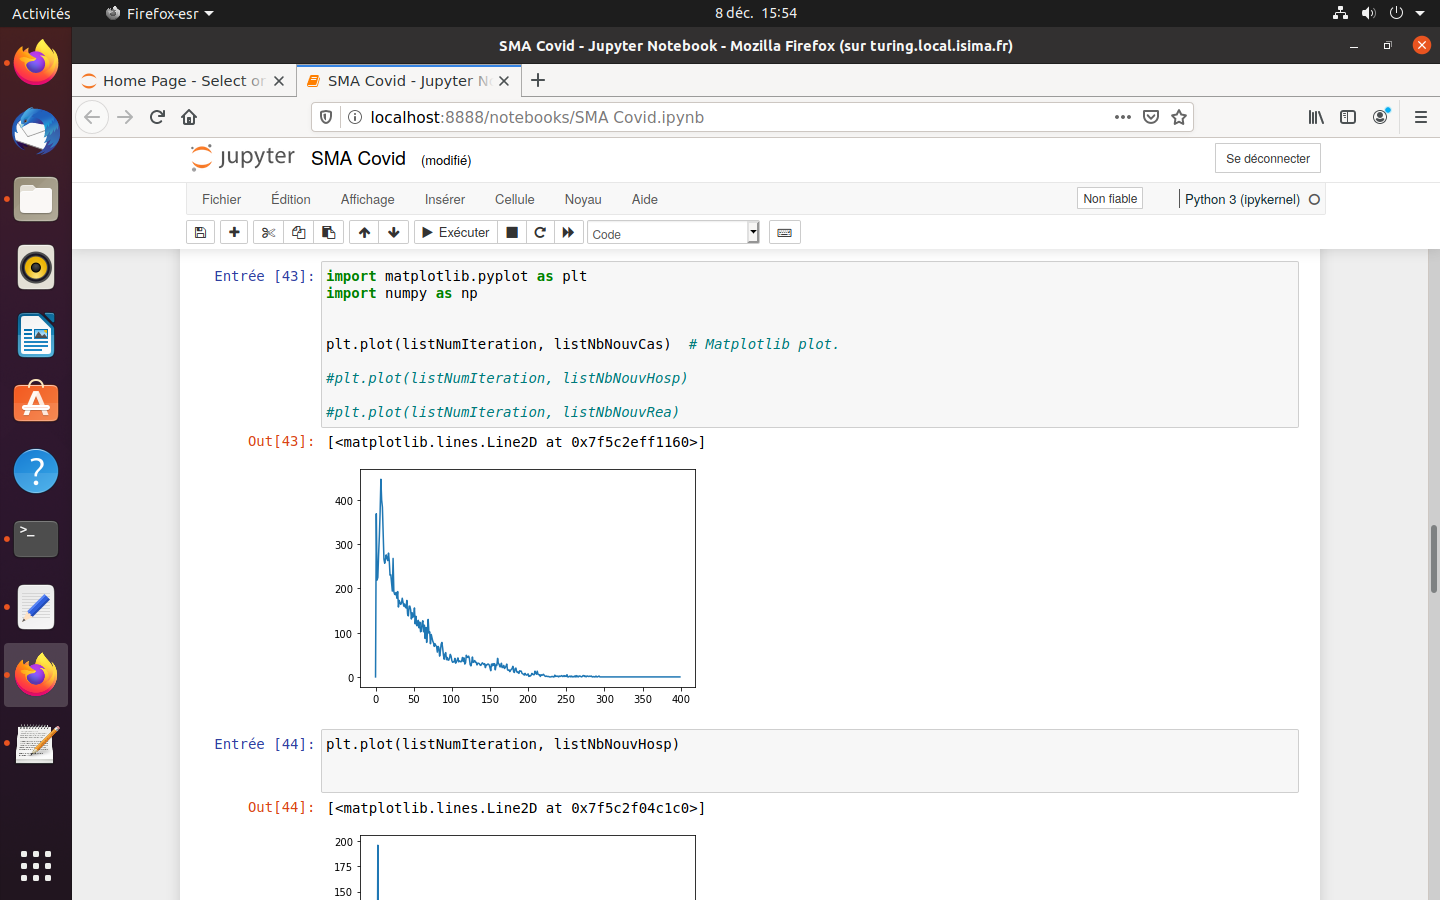 Activités
Firefox-esr
8 déc. 15:54
SMA Covid - Jupyter Notebook - Mozilla Firefox (sur turing.local.isima.fr)
Home Page - Select or
SMA Covid - Jupyter N
localhost:8888/notebooks/SMA Covid.ipynb
jupyter SMA Covid (modifié)
Se déconnecter
Fichier Édition Affichage Insérer Cellule Noyau Aide
Non fiable
Python 3 (ipykernel)
Exécuter
Code
Entrée [43]:
import matplotlib.pyplot as plt
import numpy as np
plt.plot(listNumIteration, listNbNouvCas)  # Matplotlib plot.
#plt.plot(listNumIteration, listNbNouvHosp)
#plt.plot(listNumIteration, listNbNouvRea)
Out[43]:
[<matplotlib.lines.Line2D at 0x7f5c2eff1160>]
400
300
200
100
0
0 50 100 150 200 250 300 350 400
Entrée [44]:
plt.plot(listNumIteration, listNbNouvHosp)
Out[44]:
[<matplotlib.lines.Line2D at 0x7f5c2f04c1c0>]
200
175
150